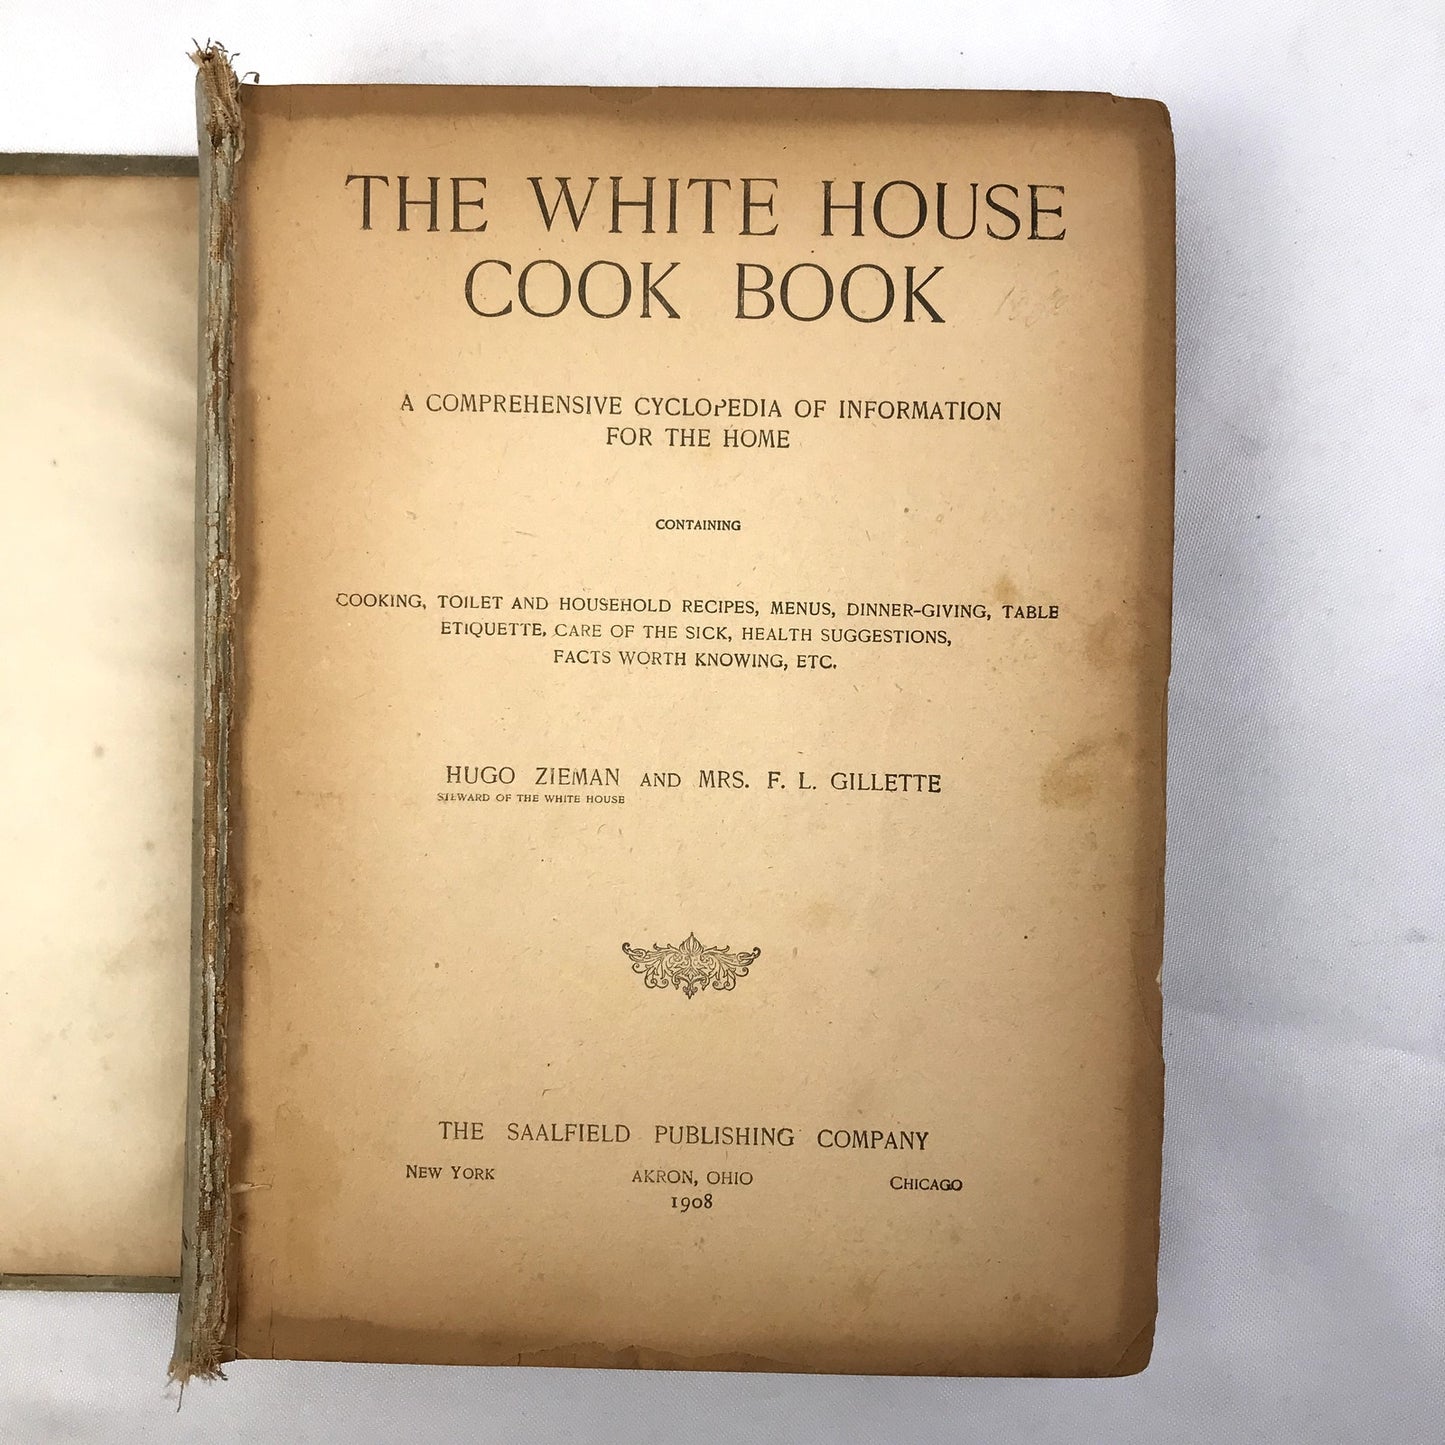 THE WHITE HOUSE
COOK BOOK
A COMPREHENSIVE CYCLOPEDIA OF INFORMATION
FOR THE HOME
CONTAINING
COOKING, TOILET AND HOUSEHOLD RECIPES, MENUS, DINNER-GIVING, TABLE
ETIQUETTE, CARE OF THE SICK, HEALTH SUGGESTIONS,
FACTS WORTH KNOWING, ETC.
HUGO ZIEMAN AND MRS. F. L. GILLETTE
STEWARD OF THE WHITE HOUSE
THE SAALFIELD PUBLISHING COMPANY
NEW YORK AKRON, OHIO CHICAGO
1908